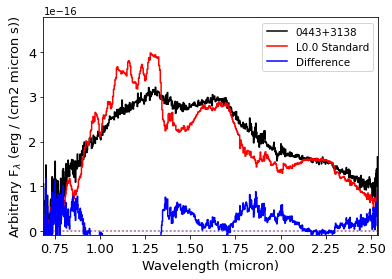 1e−16
0443+3138
L0.0 Standard
Difference
4
3
2
1
0
Arbitrary Fλ (erg / (cm2 micron s))
0.75 1.00 1.25 1.50 1.75 2.00 2.25 2.50
Wavelength (micron)